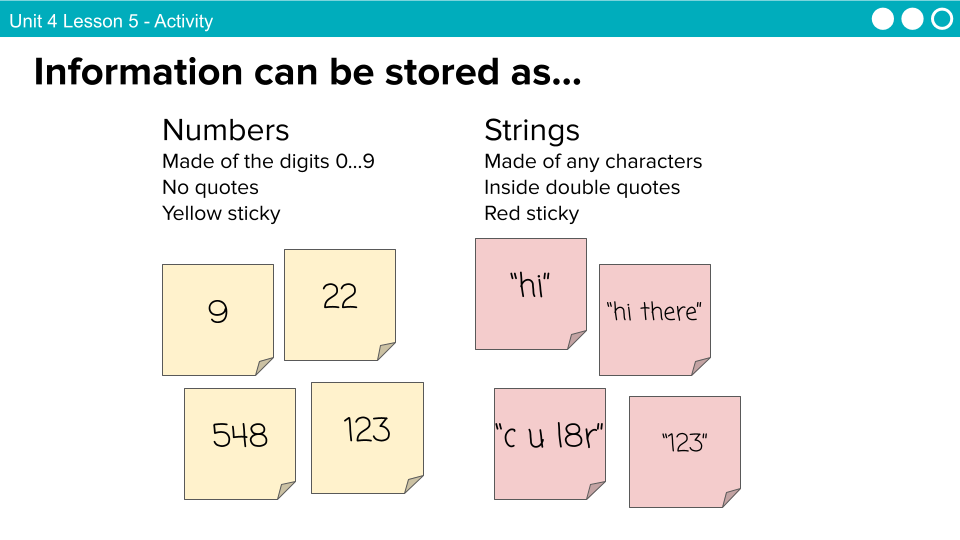 Unit 4 Lesson 5 - Activity
Information can be stored as...
Numbers
Made of the digits 0...9
No quotes
Yellow sticky
Strings
Made of any characters
Inside double quotes
Red sticky
9
22
548
123
“hi”
“hi there”
“c u l8r”
“123”